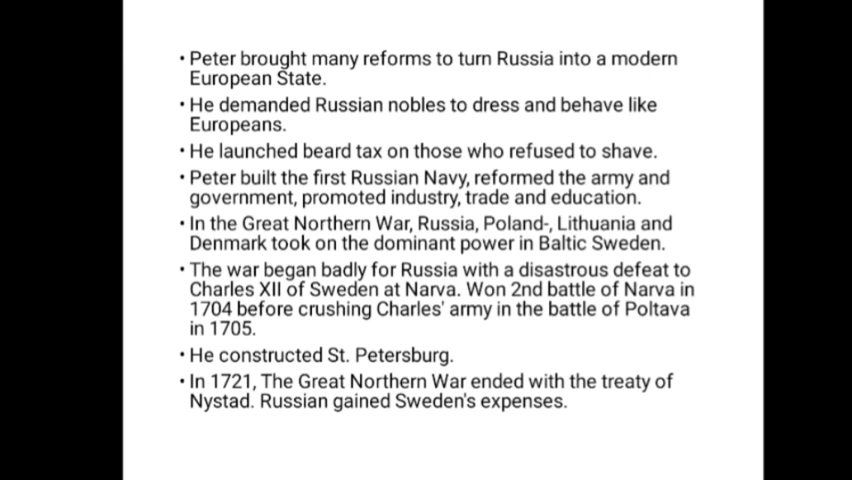 • Peter brought many reforms to turn Russia into a modern
European State.
• He demanded Russian nobles to dress and behave like
Europeans.
• He launched beard tax on those who refused to shave.
• Peter built the first Russian Navy, reformed the army and
government, promoted industry, trade and education.
• In the Great Northern War, Russia, Poland-, Lithuania and
Denmark took on the dominant power in Baltic Sweden.
• The war began badly for Russia with a disastrous defeat to
Charles XII of Sweden at Narva. Won 2nd battle of Narva in
1704 before crushing Charles' army in the battle of Poltava
in 1705.
• He constructed St. Petersburg.
• In 1721, The Great Northern War ended with the treaty of
Nystad. Russian gained Sweden's expenses.